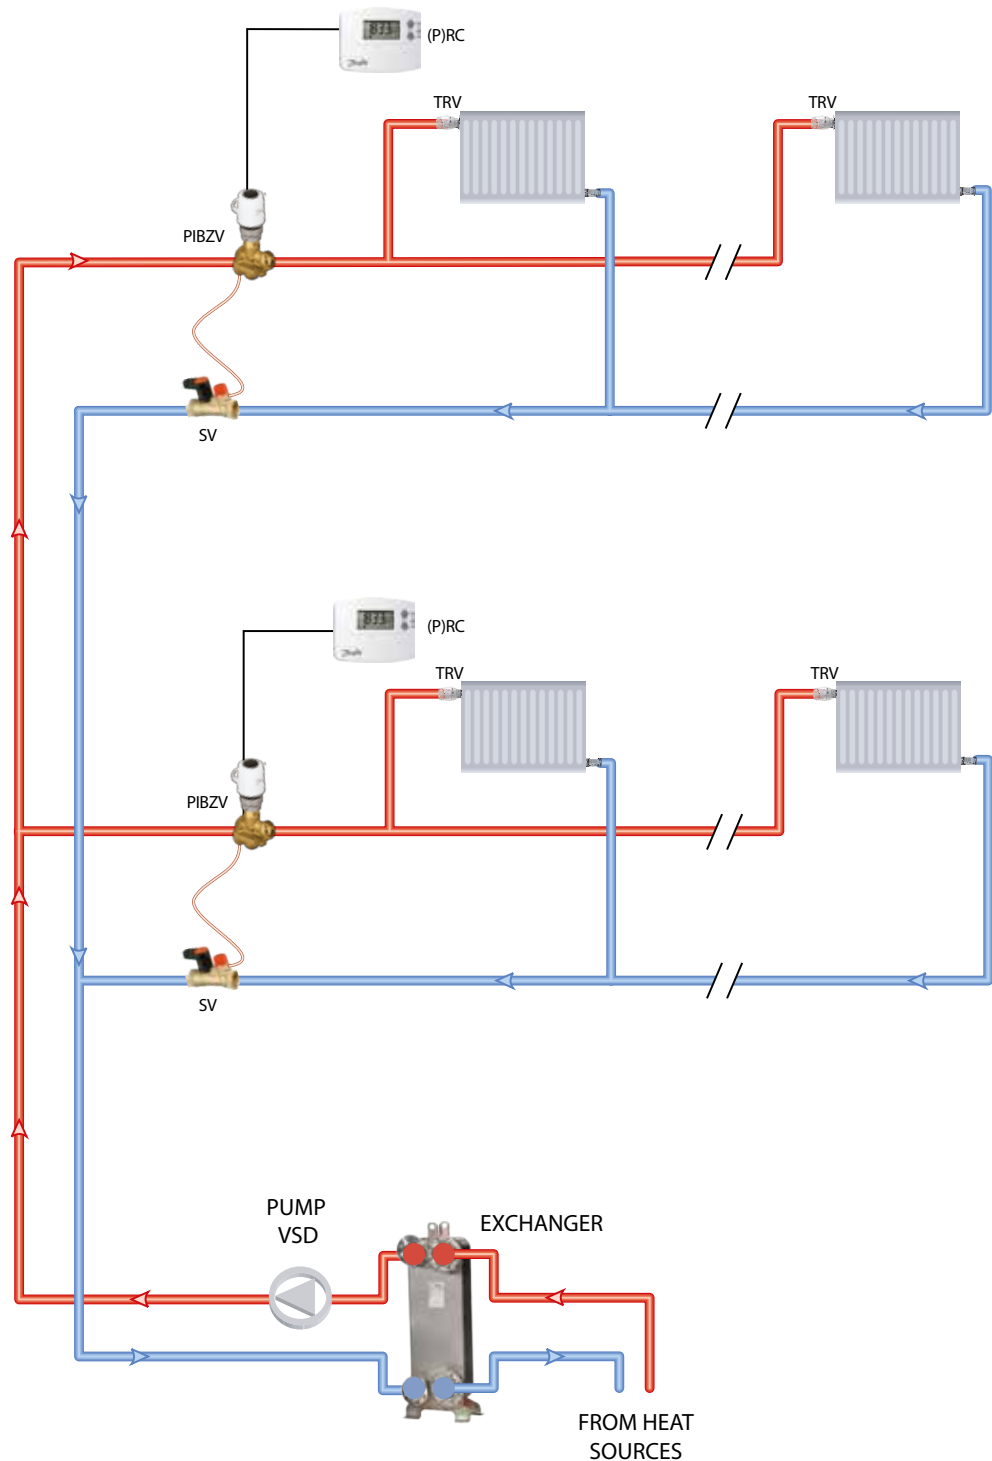 (P)RC
TRV
TRV
PIBZV
SV
(P)RC
TRV
TRV
PIBZV
SV
PUMP
VSD
EXCHANGER
FROM HEAT
SOURCES